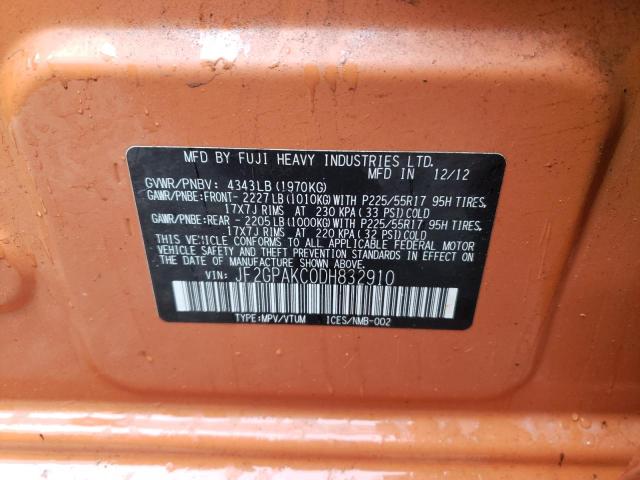 MFD BY FUJI HEAVY INDUSTRIES LTD.
MFD IN 12/12
GVWR/PNBV: 4343LB (1970KG)
GAWR/PNBE:FRONT- 2227LB(1010KG)WITH P225/55R17 95H TIRES,
17X7J RIMS AT 230 KPA(33 PSI)COLD
GAWR/PNBE:REAR - 2205LB(1000KG)WITH P225/55R17 95H TIRES,
17X7J RIMS AT 220 KPA(32 PSI)COLD
THIS VEHICLE CONFORMS TO ALL APPLICABLE FEDERAL MOTOR
VEHICLE SAFETY AND THEFT PREVENTION STANDARDS IN EFFECT ON
THE DATE OF MANUFACTURE SHOWN ABOVE.
VIN: JF2GPAKC0DH832910
TYPE:MPV/VTUM ICES/NMB-002